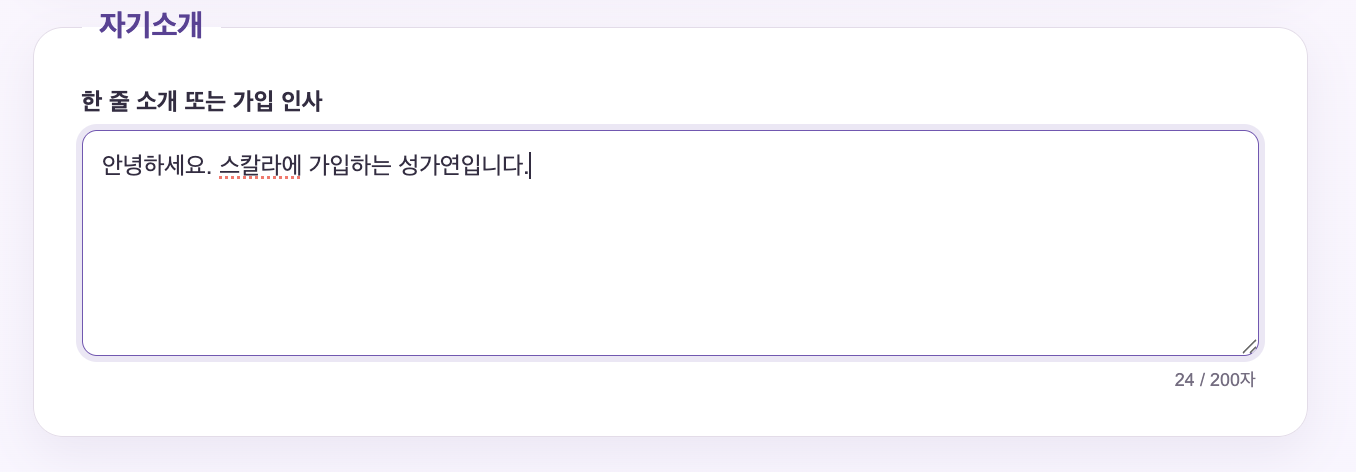 자기소개
한 줄 소개 또는 가입 인사
안녕하세요. 스칼라에 가입하는 성가연입니다.
24 / 200자